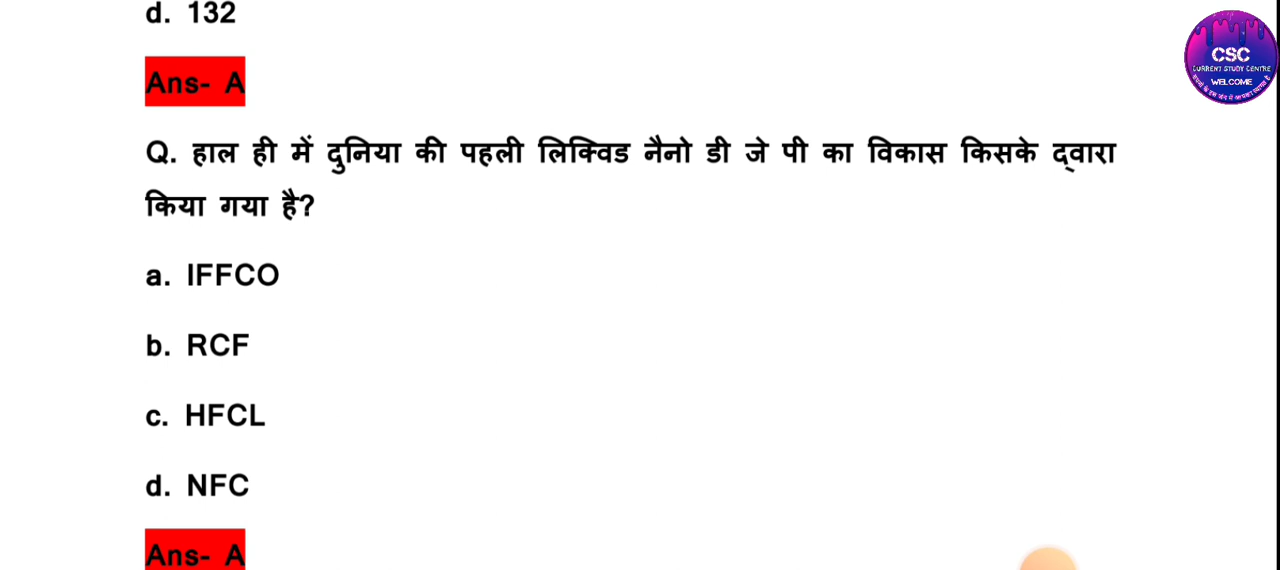 d. 132
CSC
CURRENT STUDY CENTRE
WELCOME
Ans- A
Q. हाल ही में दुनिया की पहली लिक्विड नैनो डी जे पी का विकास किसके द्वारा
किया गया है?
a. IFFCO
b. RCF
c. HFCL
d. NFC
Ans- A